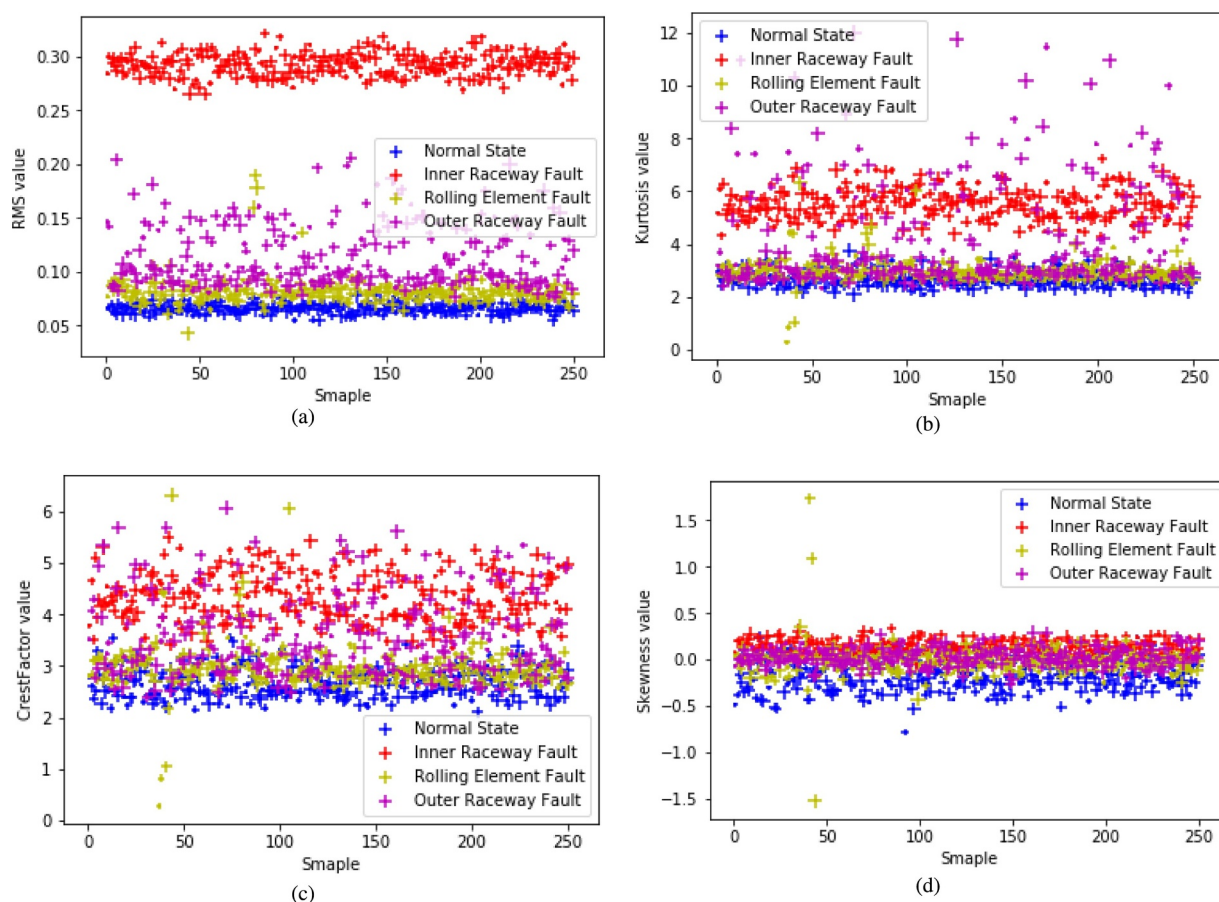 0.30
0.25
0.20
0.15
0.10
0.05
RMS value
Normal State
Inner Raceway Fault
Rolling Element Fault
Outer Raceway Fault
0 50 100 150 200 250
Smaple
(a)
12
10
8
6
4
2
0
Kurtosis value
Normal State
Inner Raceway Fault
Rolling Element Fault
Outer Raceway Fault
0 50 100 150 200 250
Smaple
(b)
6
5
4
3
2
1
0
CrestFactor value
Normal State
Inner Raceway Fault
Rolling Element Fault
Outer Raceway Fault
0 50 100 150 200 250
Smaple
(c)
1.5
1.0
0.5
0.0
−0.5
−1.0
−1.5
Skewness value
Normal State
Inner Raceway Fault
Rolling Element Fault
Outer Raceway Fault
0 50 100 150 200 250
Smaple
(d)